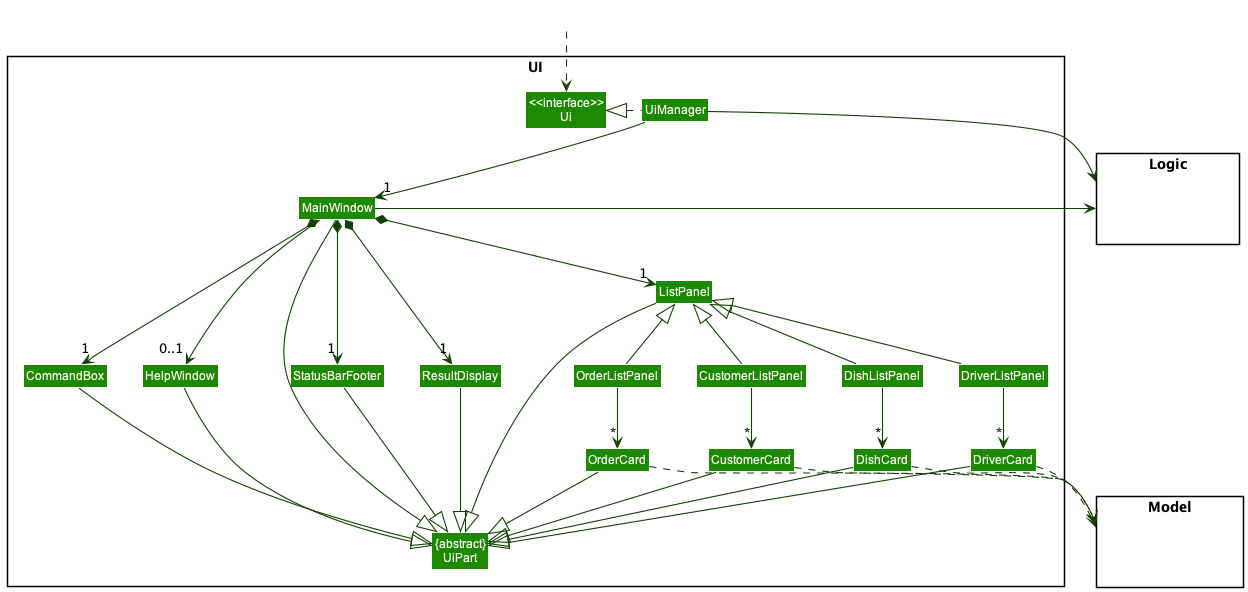 UI
<<interface>>
Ui
UiManager
Logic
1
MainWindow
1
ListPanel
1
0..1
1
1
CommandBox
HelpWindow
StatusBarFooter
ResultDisplay
OrderListPanel
CustomerListPanel
DishListPanel
DriverListPanel
*
*
*
*
OrderCard
CustomerCard
DishCard
DriverCard
Model
{abstract}
UiPart